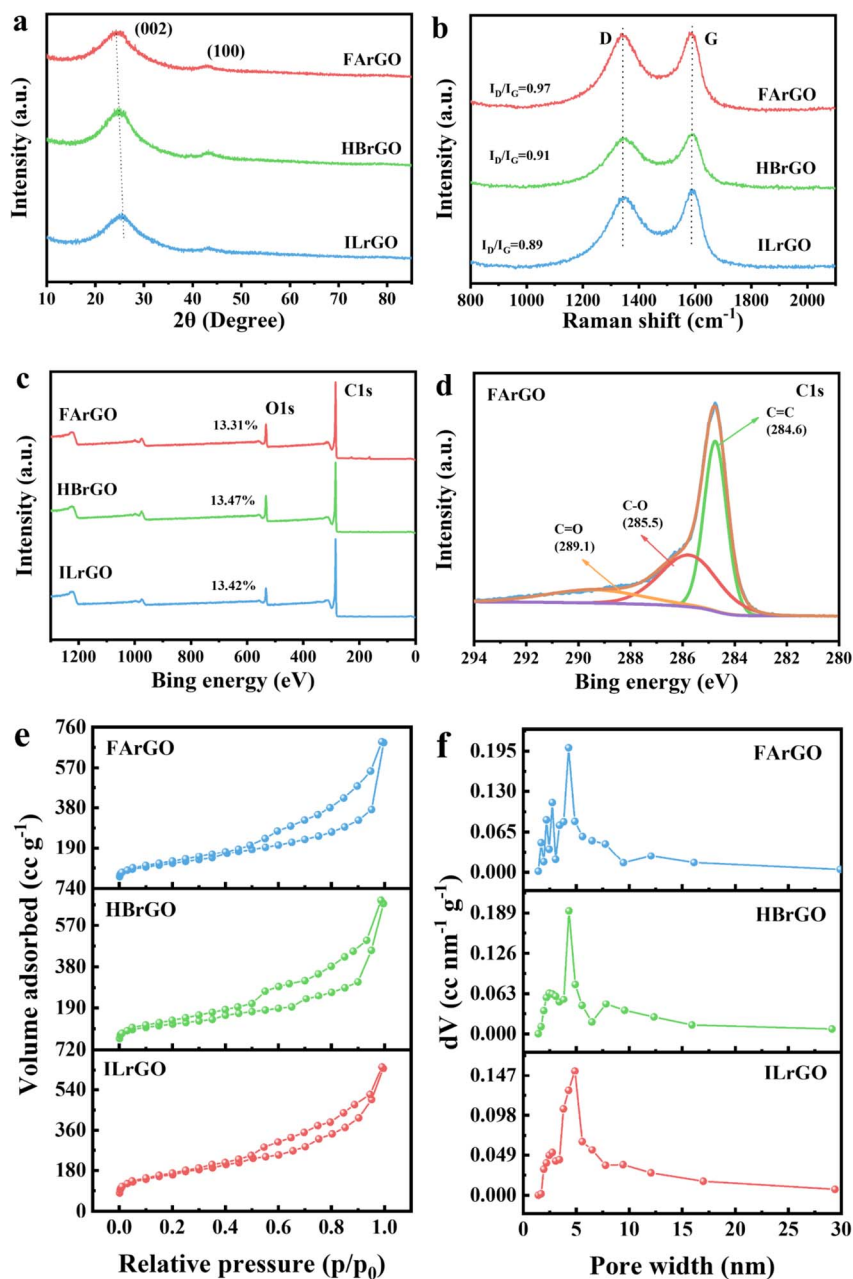 a
(002)
(100)
FArGO
HBrGO
ILrGO
Intensity (a.u.)
10 20 30 40 50 60 70 80
2θ (Degree)
b
D
G
I_D/I_G=0.97
FArGO
I_D/I_G=0.91
HBrGO
I_D/I_G=0.89
ILrGO
Intensity (a.u.)
800 1000 1200 1400 1600 1800 2000
Raman shift (cm⁻¹)
c
C1s
O1s
FArGO
13.31%
HBrGO
13.47%
ILrGO
13.42%
Intensity (a.u.)
1200 1000 800 600 400 200 0
Bing energy (eV)
d
FArGO
C1s
C=C
(284.6)
C-O
(285.5)
C=O
(289.1)
Intensity (a.u.)
294 292 290 288 286 284 282 280
Bing energy (eV)
e
760
FArGO
570
380
190
740
HBrGO
570
380
190
720
ILrGO
540
360
180
0
Volume adsorbed (cc g⁻¹)
0.0 0.2 0.4 0.6 0.8 1.0
Relative pressure (p/p₀)
f
FArGO
0.195
0.130
0.065
0.000
HBrGO
0.189
0.126
0.063
0.000
ILrGO
0.147
0.098
0.049
0.000
dV (cc nm⁻¹ g⁻¹)
0 5 10 15 20 25 30
Pore width (nm)